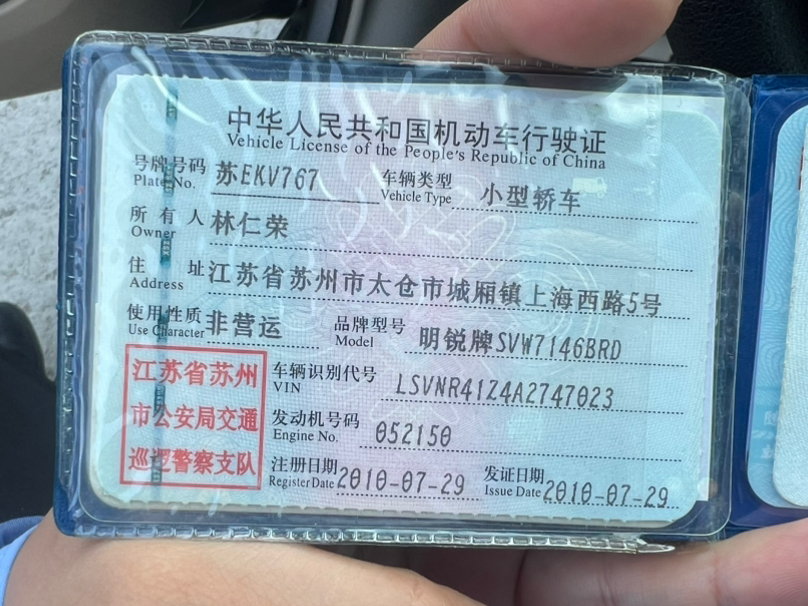 中华人民共和国机动车行驶证
Vehicle License of the People's Republic of China
号牌号码 苏EKV767 车辆类型 小型轿车
Plate No. Vehicle Type
所有人 林仁荣
Owner
住址 江苏省苏州市太仓市城厢镇上海西路5号
Address
使用性质 非营运 品牌型号 明锐牌SVW7146BRD
Use Character Model
江苏省苏州
市公安局交通
巡逻警察支队
车辆识别代号 LSVNR41Z4A2747023
VIN
发动机号码 052150
Engine No.
注册日期 2010-07-29 发证日期 2010-07-29
Register Date Issue Date